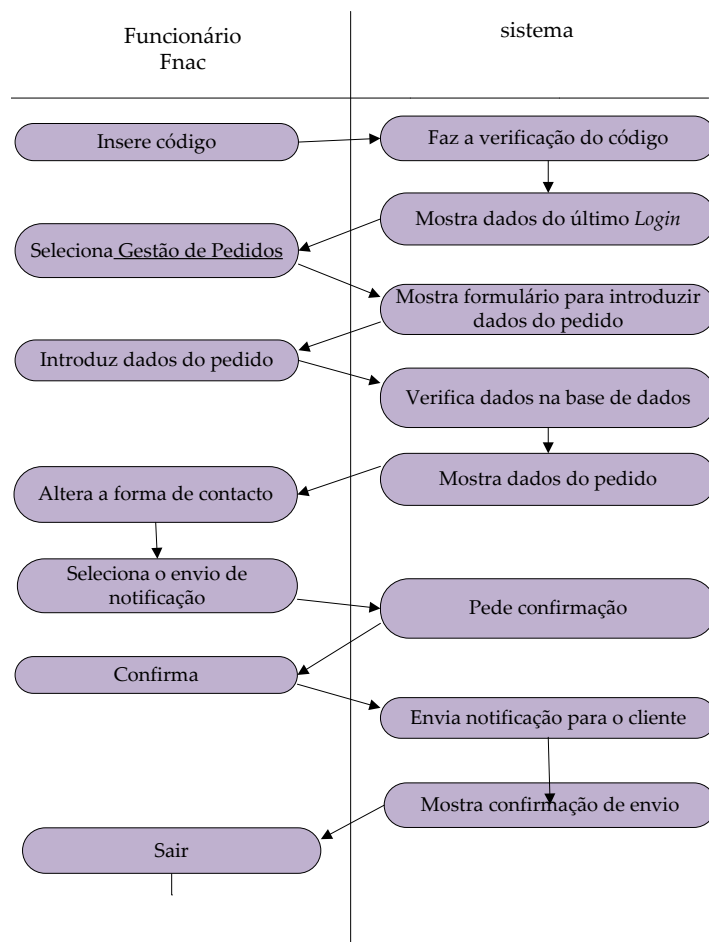 Funcionário
Fnac
sistema
Insere código
Faz a verificação do código
Mostra dados do último Login
Seleciona Gestão de Pedidos
Mostra formulário para introduzir
dados do pedido
Introduz dados do pedido
Verifica dados na base de dados
Mostra dados do pedido
Altera a forma de contacto
Seleciona o envio de
notificação
Pede confirmação
Confirma
Envia notificação para o cliente
Mostra confirmação de envio
Sair